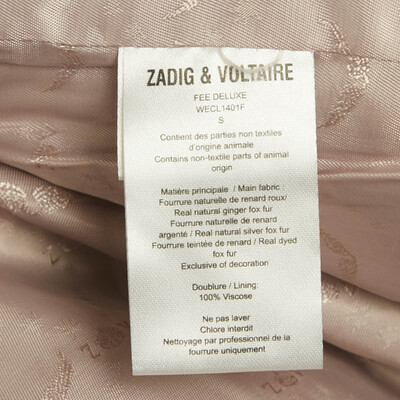 ZADIG & VOLTAIRE
FEE DELUXE
WECL1401F
S
Contient des parties non textiles
d'origine animale
Contains non-textile parts of animal
origin
Matière principale / Main fabric :
Fourrure naturelle de renard roux/
Real natural ginger fox fur
Fourrure naturelle de renard
argenté / Real natural silver fox fur
Fourrure teintée de renard / Real dyed
fox fur
Exclusive of decoration
Doublure / Lining:
100% Viscose
Ne pas laver
Chlore interdit
Nettoyage par professionnel de la
fourrure uniquement